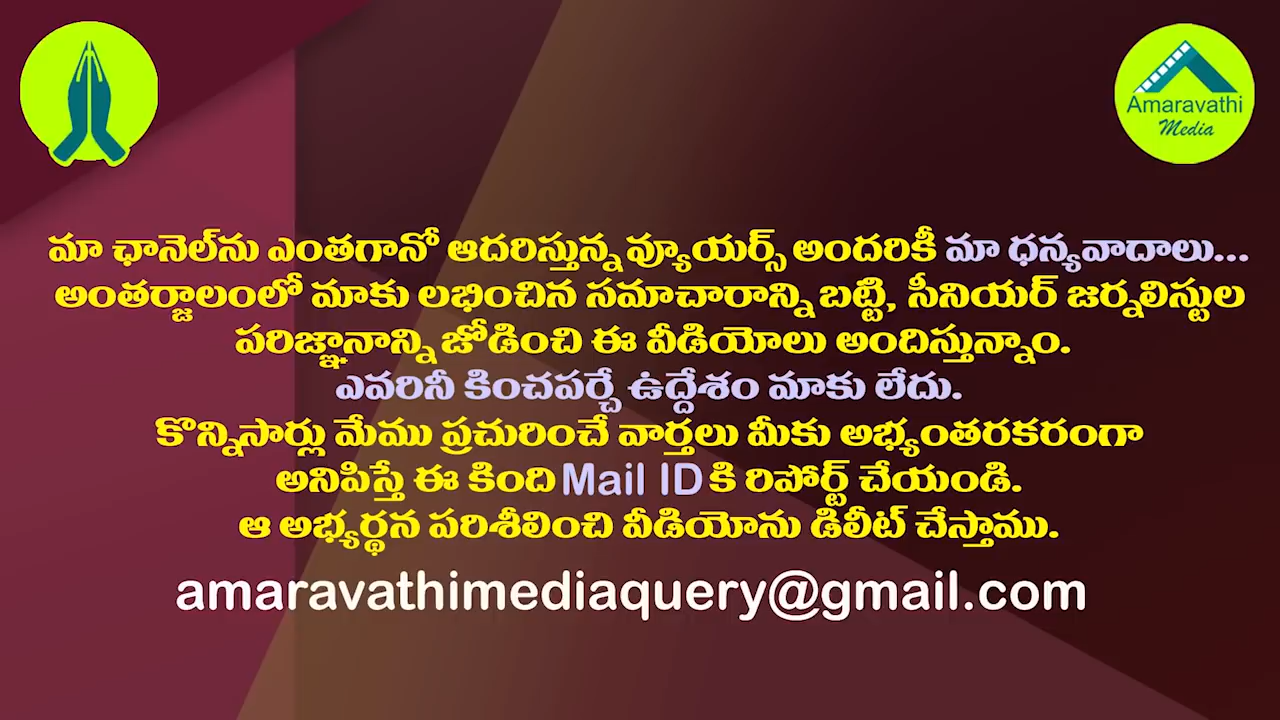 Amaravathi
Media
మా ఛానెల్‌ను ఎంతగానో ఆదరిస్తున్న వ్యూయర్స్ అందరికీ మా ధన్యవాదాలు...
అంతర్జాలంలో మాకు లభించిన సమాచారాన్ని బట్టి, సీనియర్ జర్నలిస్టుల
పరిజ్ఞానాన్ని జోడించి ఈ వీడియోలు అందిస్తున్నాం.
ఎవరినీ కించపర్చే ఉద్దేశం మాకు లేదు.
కొన్నిసార్లు మేము ప్రచురించే వార్తలు మీకు అభ్యంతరకరంగా
అనిపిస్తే ఈ కింది Mail ID కి రిపోర్ట్ చేయండి.
ఆ అభ్యర్థన పరిశీలించి వీడియోను డిలీట్ చేస్తాము.
amaravathimediaquery@gmail.com